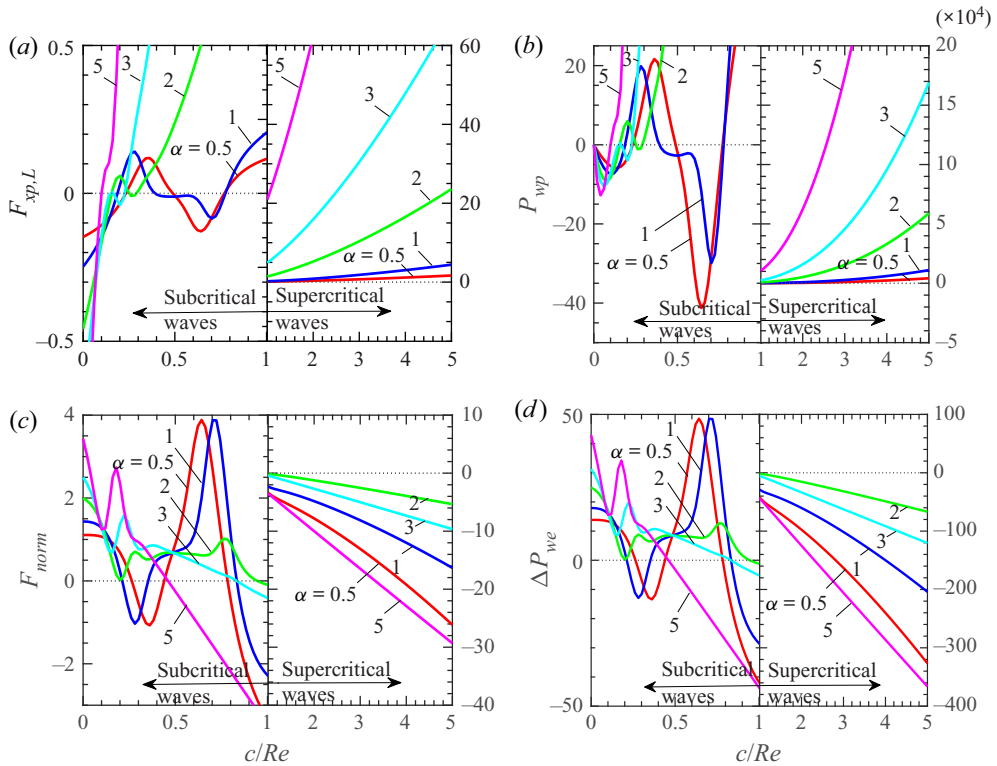 (×10⁴)
(a)
0.5
0
–0.5
F_{xp,L}
5
3
2
1
α = 0.5
60
40
20
0
5
3
2
1
α = 0.5
Subcritical
waves
Supercritical
waves
0
0.5
1
2
3
4
5
(b)
20
0
–20
–40
P_{wp}
5
3
2
1
α = 0.5
20
15
10
5
0
–5
5
3
2
1
α = 0.5
Subcritical
waves
Supercritical
waves
0
0.5
1
2
3
4
5
(c)
4
2
0
–2
F_{norm}
1
α = 0.5
2
3
5
10
0
–10
–20
–30
–40
2
3
1
α = 0.5
5
Subcritical
waves
Supercritical
waves
0
0.5
1
2
3
4
5
c/Re
(d)
50
0
–50
ΔP_{we}
1
α = 0.5
2
3
5
100
0
–100
–200
–300
–400
2
3
1
α = 0.5
5
Subcritical
waves
Supercritical
waves
0
0.5
1
2
3
4
5
c/Re